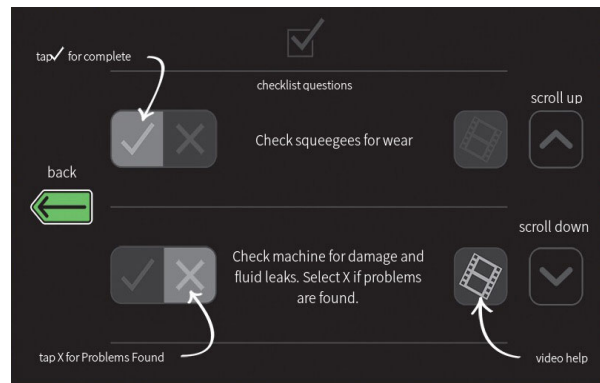 tap✓ for complete
checklist questions
scroll up
Check squeegees for wear
back
scroll down
Check machine for damage and
fluid leaks. Select X if problems
are found.
tap X for Problems Found
video help